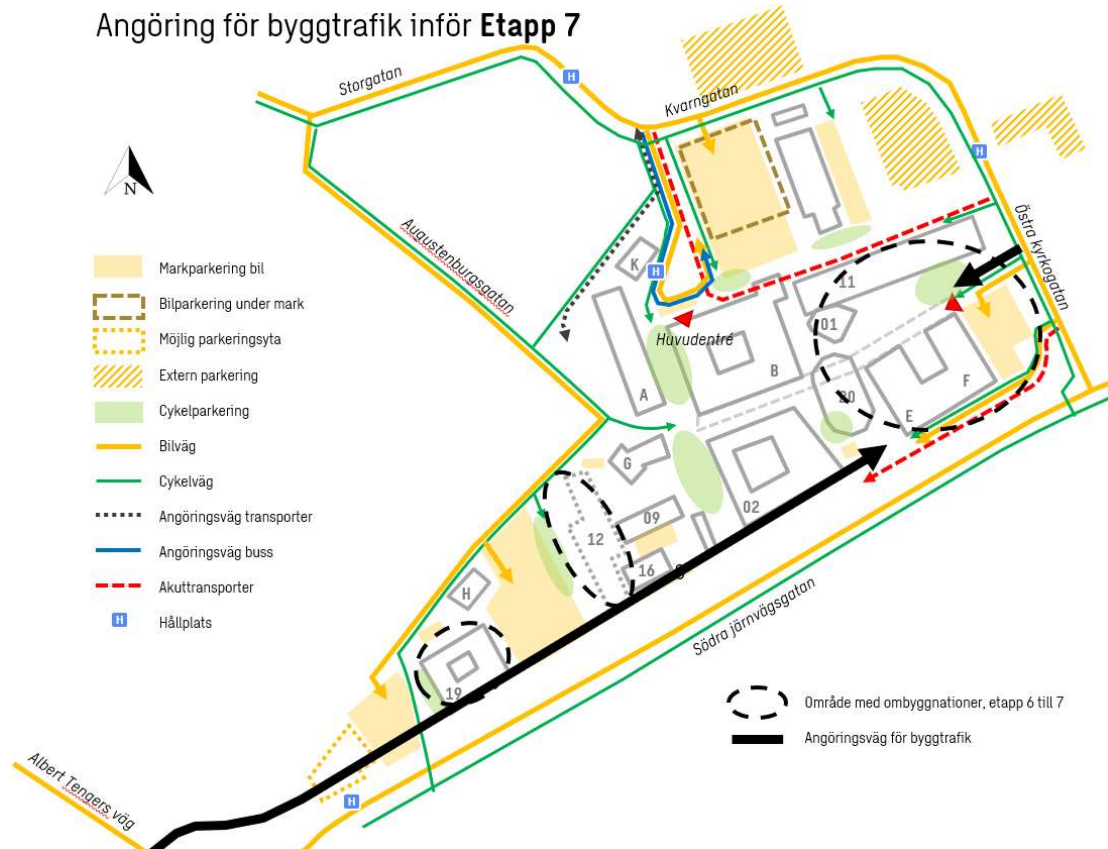 Angöring för byggtrafik inför Etapp 7
Storgatan
H
Kvarngatan
H
Östra kyrkogatan
N
Augustenburgsgatan
K
H
11
01
Huvudentré
A
B
20
F
E
G
02
09
12
16
S
H
19
Södra järnvägsgatan
Albert Tengers väg
H
Markparkering bil
Bilparkering under mark
Möjlig parkeringsyta
Extern parkering
Cykelparkering
Bilväg
Cykelväg
Angöringsväg transporter
Angöringsväg buss
Akuttransporter
H Hållplats
Område med ombyggnationer, etapp 6 till 7
Angöringsväg för byggtrafik